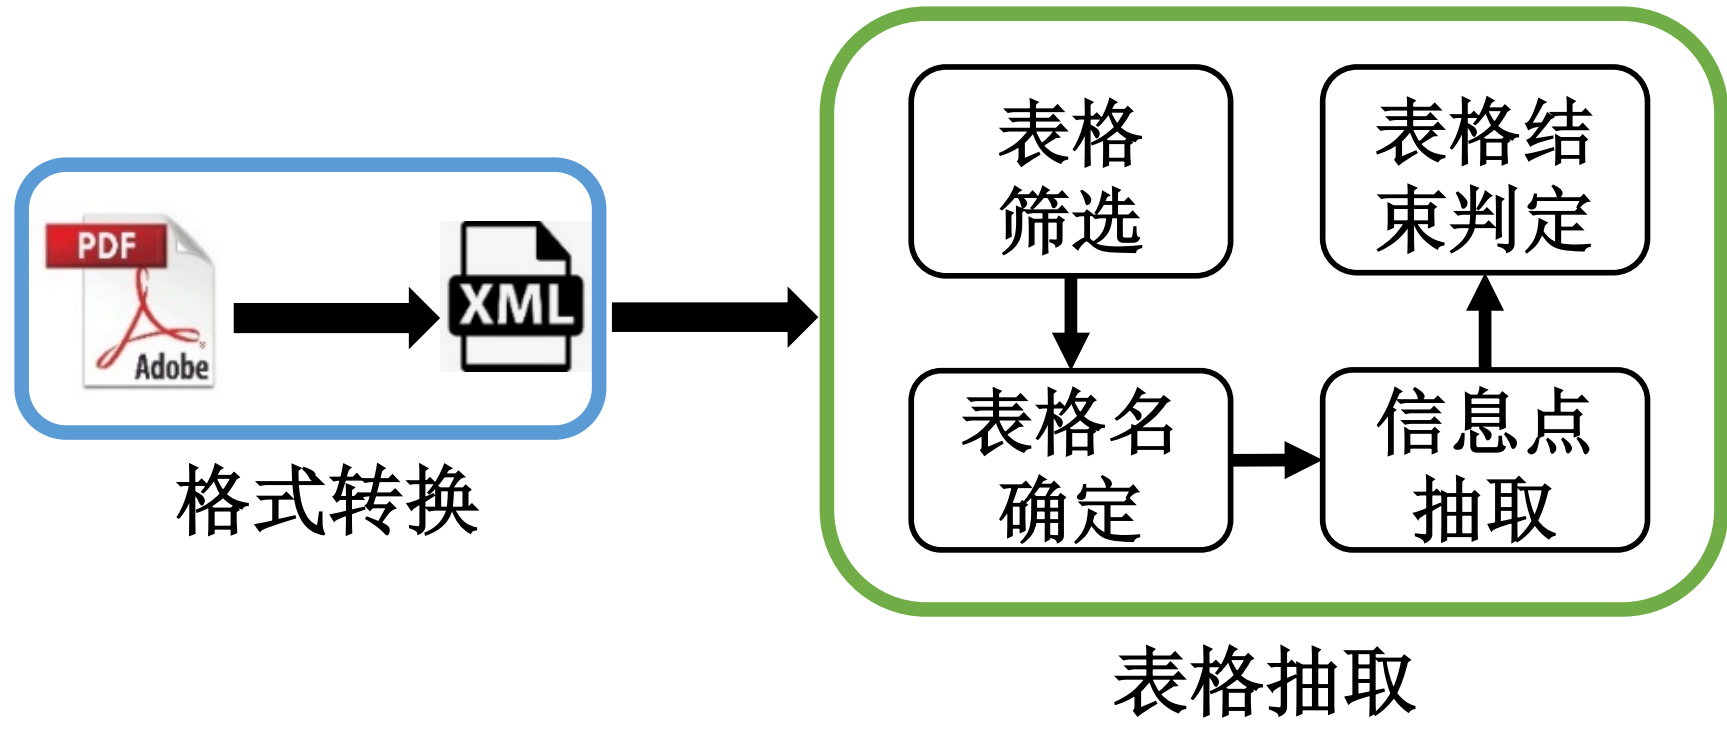 PDF
Adobe
XML
格式转换
表格
筛选
表格名
确定
信息点
抽取
表格结
束判定
表格抽取